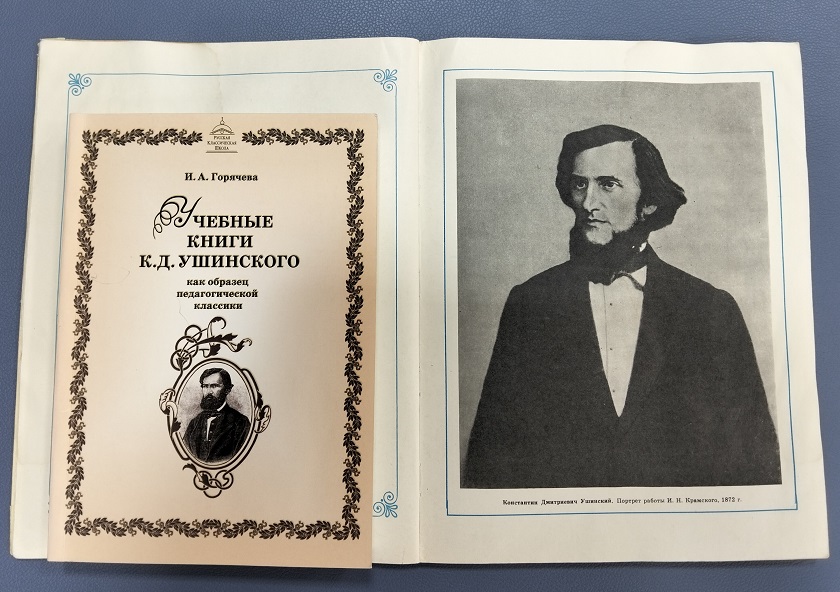 Русская
Классическая
Школа
И. А. Горячева
Учебные
книги
К.Д. Ушинского
как образец
педагогической
классики
Константин Дмитриевич Ушинский. Портрет работы И. Н. Крамского, 1872 г.